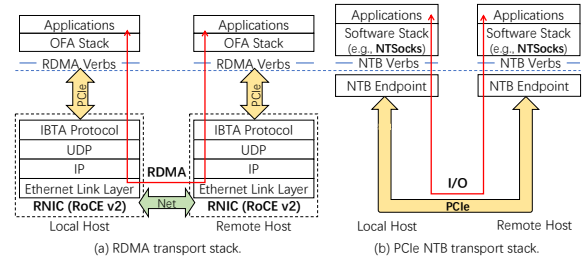 Applications
OFA Stack
RDMA Verbs
PCIe
IBTA Protocol
UDP
IP
Ethernet Link Layer
RNIC (RoCE v2)
Local Host
RDMA
Net
Applications
OFA Stack
RDMA Verbs
PCIe
IBTA Protocol
UDP
IP
Ethernet Link Layer
RNIC (RoCE v2)
Remote Host
(a) RDMA transport stack.
Applications
Software Stack
(e.g., NTSocks)
NTB Verbs
NTB Endpoint
Applications
Software Stack
(e.g., NTSocks)
NTB Verbs
NTB Endpoint
I/O
PCIe
Local Host
Remote Host
(b) PCIe NTB transport stack.